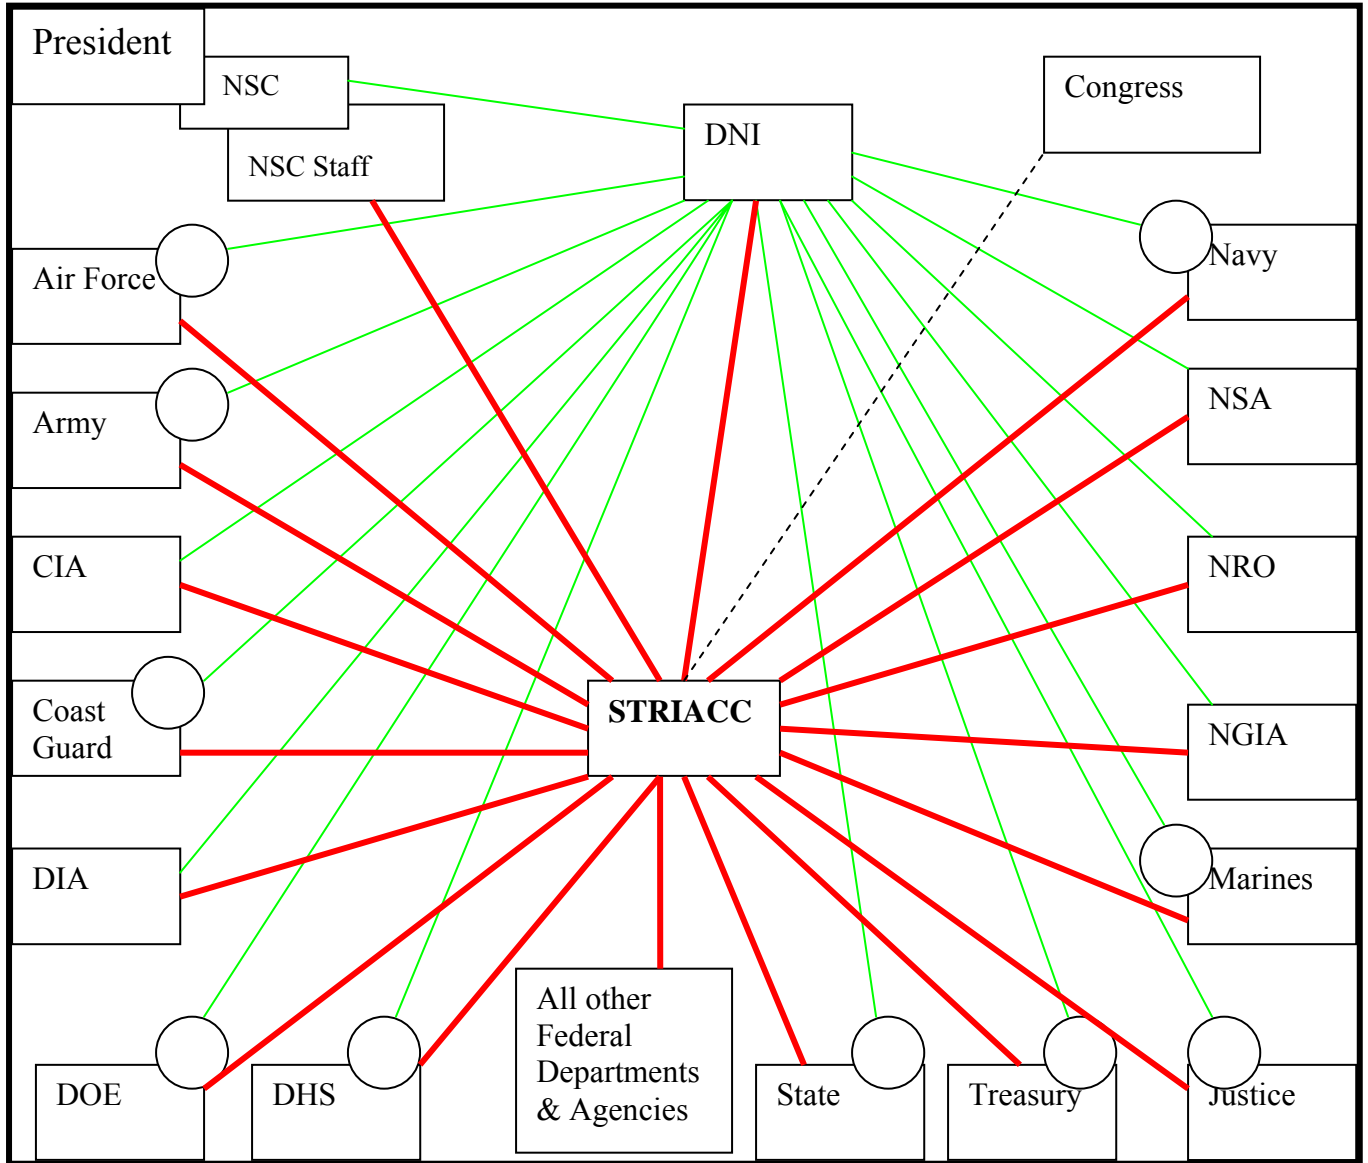 President
NSC
NSC Staff
DNI
Congress
Air Force
Navy
Army
NSA
CIA
NRO
Coast
Guard
STRIACC
NGIA
DIA
Marines
DOE
DHS
All other
Federal
Departments
& Agencies
State
Treasury
Justice